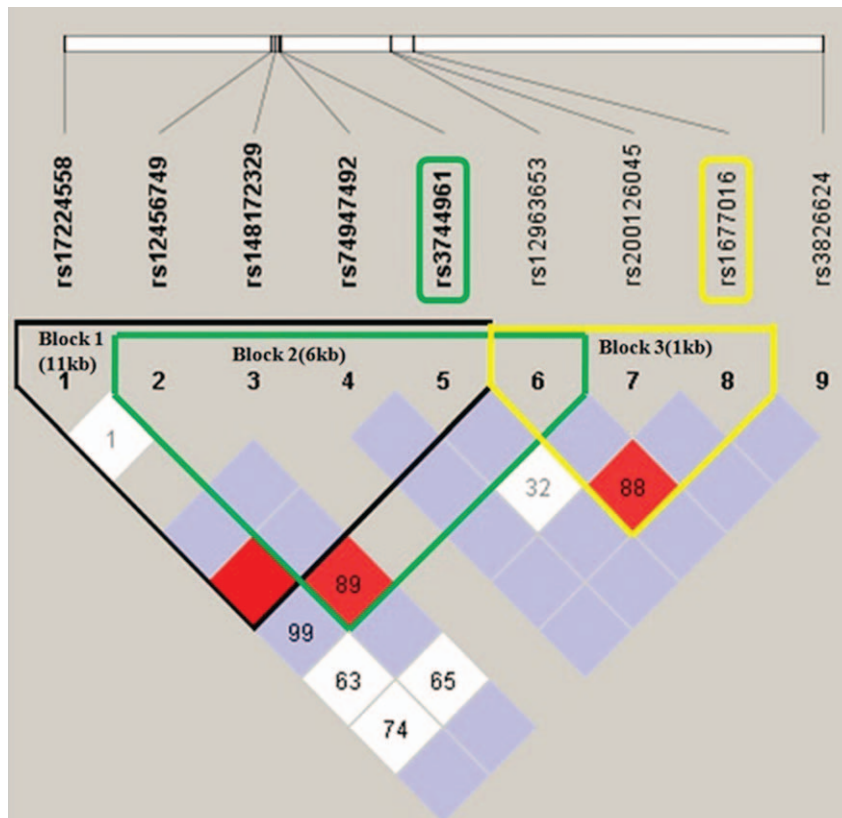 rs17224558
rs12456749
rs148172329
rs74947492
rs3744961
rs12963653
rs200126045
rs1677016
rs3826624
Block 1
(11kb)
Block 2(6kb)
Block 3(1kb)
1 2 3 4 5 6 7 8 9
1
32
88
89
99
63
65
74